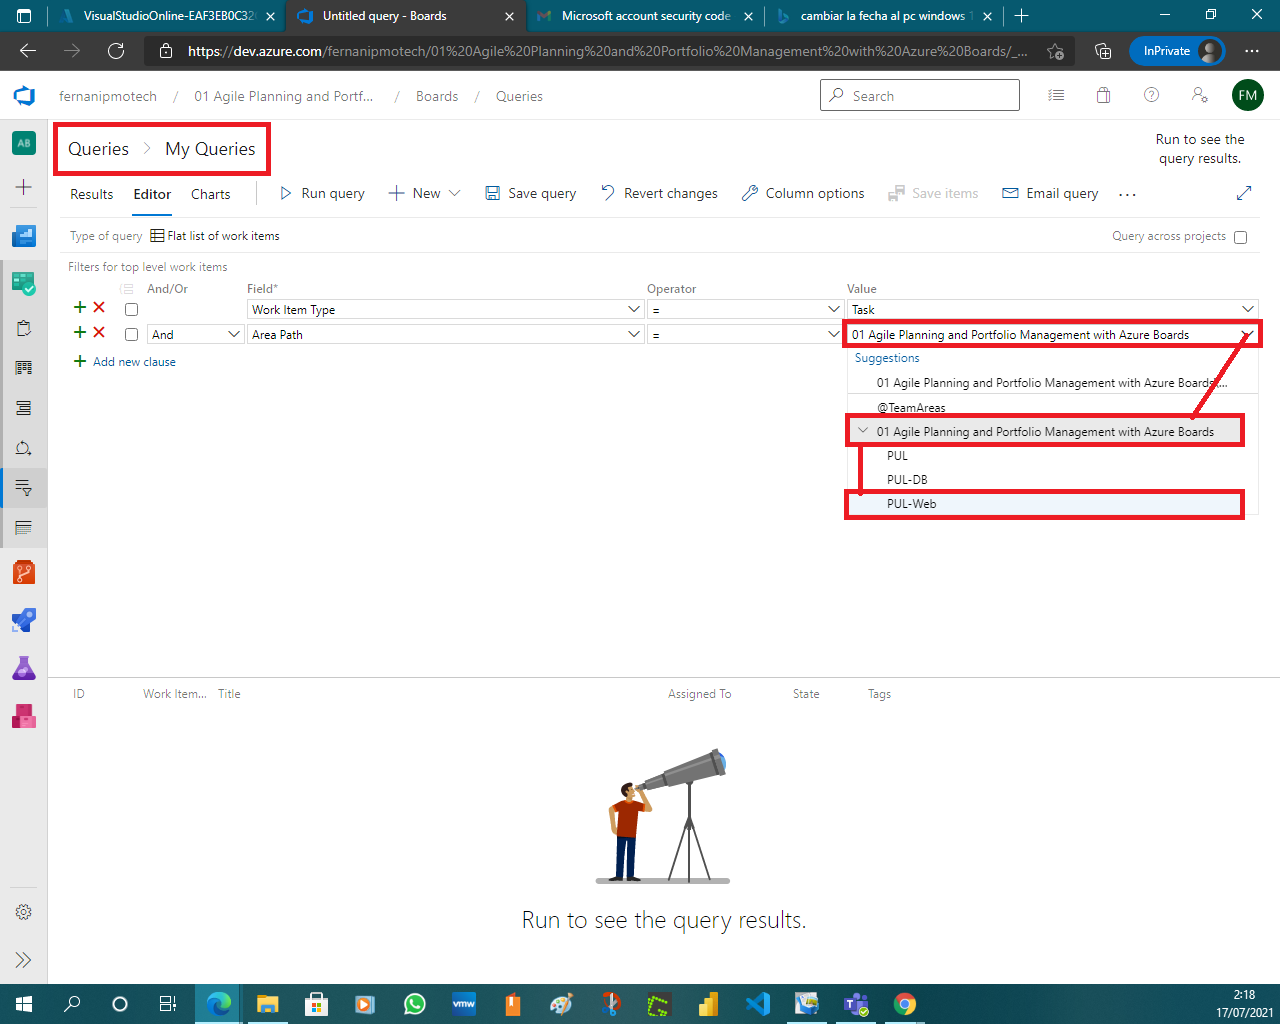 VisualStudioOnline-EAF3EB0C32
Untitled query - Boards
Microsoft account security code
cambiar la fecha al pc windows 1
https://dev.azure.com/fernanipmotech/01%20Agile%20Planning%20and%20Portfolio%20Management%20with%20Azure%20Boards/_...
InPrivate
fernanipmotech / 01 Agile Planning and Portf... / Boards / Queries
Search
FM
AB
Queries > My Queries
Run to see the
query results.
Results Editor Charts Run query New Save query Revert changes Column options Save items Email query ...
Type of query Flat list of work items
Query across projects
Filters for top level work items
And/Or Field* Operator Value
Work Item Type = Task
And Area Path = 01 Agile Planning and Portfolio Management with Azure Boards
Add new clause
Suggestions
01 Agile Planning and Portfolio Management with Azure Boards\...
@TeamAreas
01 Agile Planning and Portfolio Management with Azure Boards
PUL
PUL-DB
PUL-Web
ID Work Item... Title Assigned To State Tags
Run to see the query results.
vmw
2:18
17/07/2021